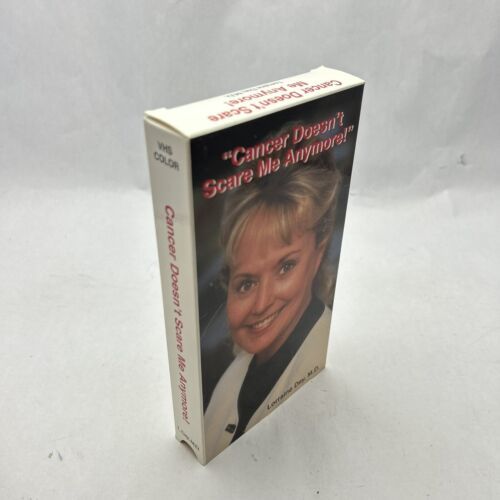 Cancer Doesn't Scare
Me Anymore!
"Cancer Doesn't
Scare Me Anymore!"
Lorraine Day, M.D.
VHS
COLOR
Cancer Doesn't Scare Me Anymore!